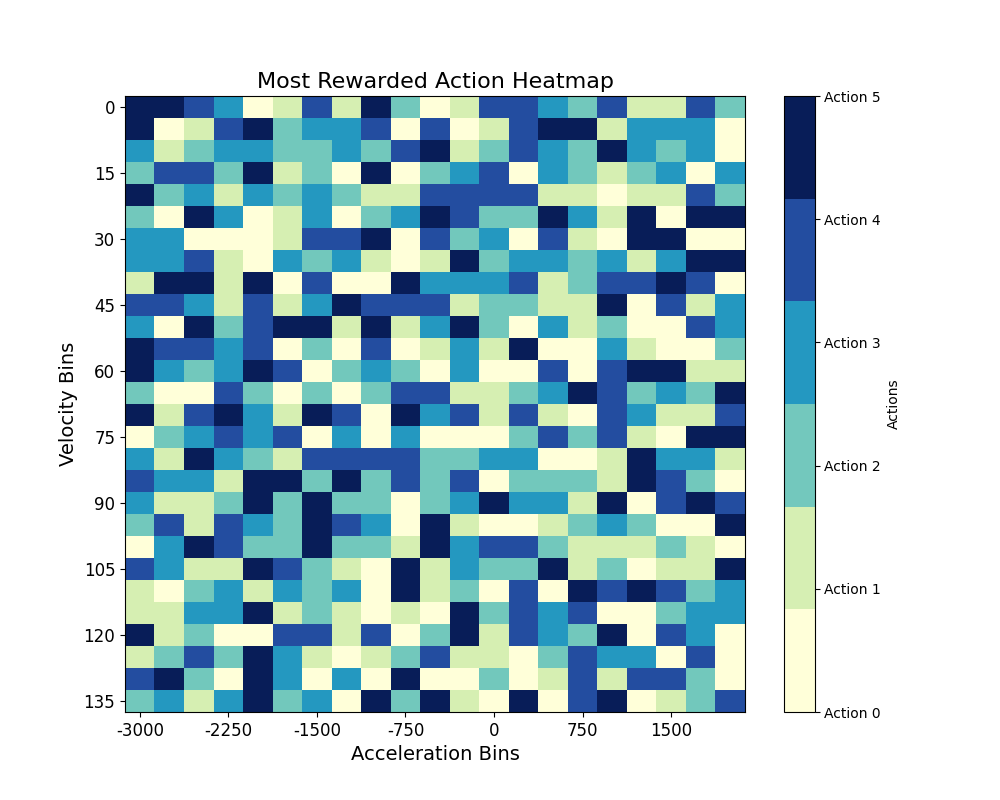 Most Rewarded Action Heatmap
0
15
30
45
60
75
90
105
120
135
Velocity Bins
-3000 -2250 -1500 -750 0 750 1500
Acceleration Bins
Action 5
Action 4
Action 3
Action 2
Action 1
Action 0
Actions